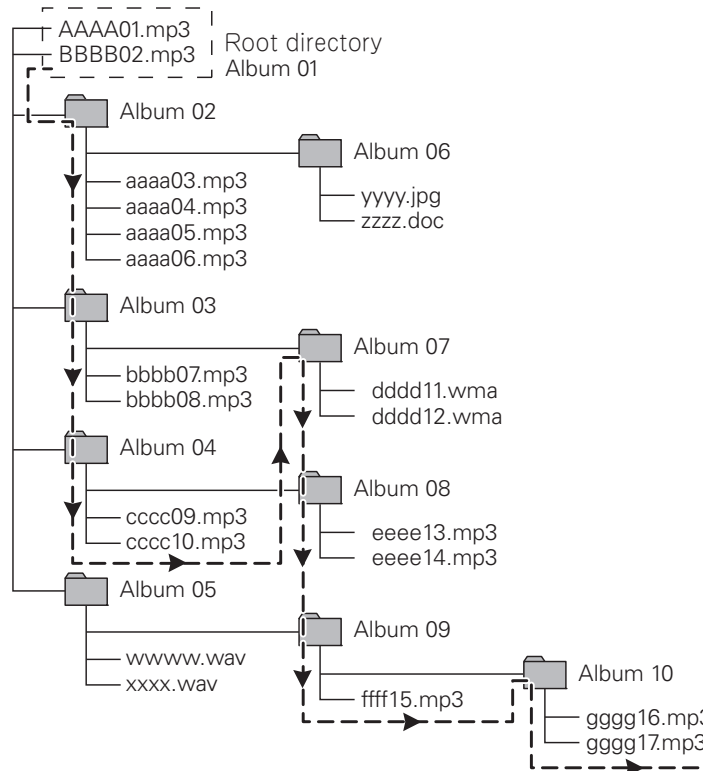 AAAA01.mp3
BBBB02.mp3
Root directory
Album 01
Album 02
Album 06
aaaa03.mp3
aaaa04.mp3
aaaa05.mp3
aaaa06.mp3
yyyy.jpg
zzzz.doc
Album 03
Album 07
bbbb07.mp3
bbbb08.mp3
dddd11.wma
dddd12.wma
Album 04
Album 08
cccc09.mp3
cccc10.mp3
eeee13.mp3
eeee14.mp3
Album 05
Album 09
wwww.wav
xxxx.wav
ffff15.mp3
Album 10
gggg16.mp3
gggg17.mp3